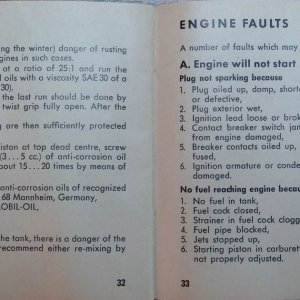 ng the winter) danger of rusting
engines in such cases.
at a ratio of 25:1 and run the
l oils with a viscosity SAE 30 of a
30).
the last run should be done by
twist grip fully open. After the
g are then sufficiently protected
iston at top dead centre, screw
(3 . . . 5 cc.) of anti-corrosion oil
bout 15 . . . 20 times by means of
anti-corrosion oils of recognized
68 Mannheim, Germany,
OBIL-OIL,
the tank, there is a danger of the
recommend either re-mixing by
32
ENGINE FAULTS
A number of faults which may
A. Engine will not start
Plug not sparking because
1. Plug oiled up, damp, short
or defective,
2. Plug exterior wet,
3. Ignition lead loose or brok
4. Contact breaker switch jam
from engine damaged,
5. Breaker contacts oiled up,
fused,
6. Ignition armature or conde
damaged.
No fuel reaching engine becau
1. No fuel in tank,
2. Fuel cock closed,
3. Strainer in fuel cock clogg
4. Fuel pipe blocked,
5. Jets stopped up,
6. Starting piston in carburett
not properly adjusted.
33